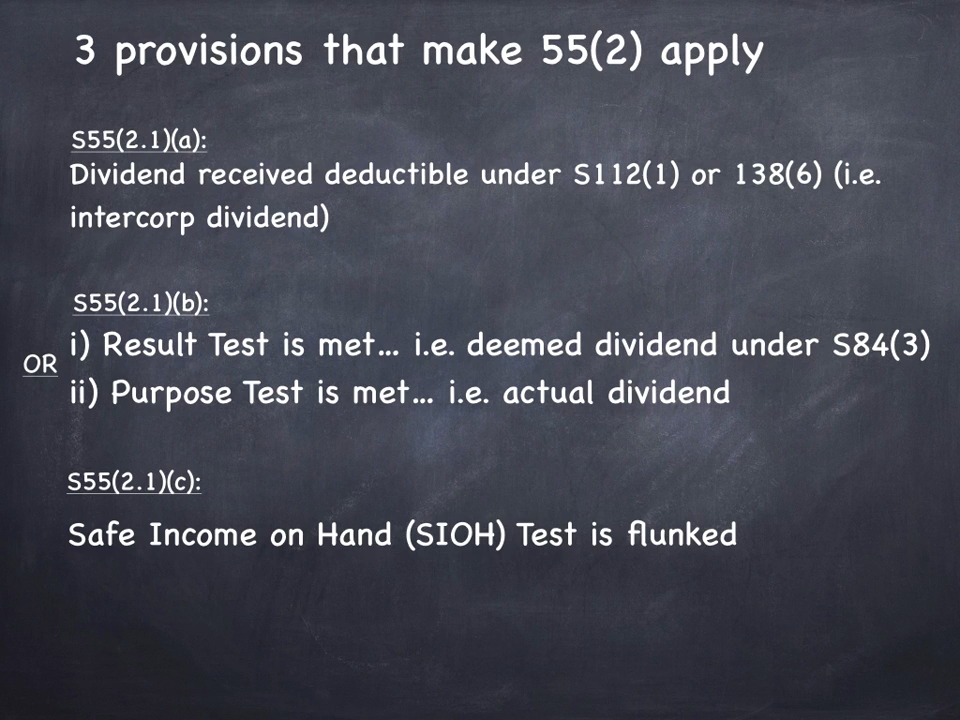 3 provisions that make 55(2) apply
S55(2.1)(a):
Dividend received deductible under S112(1) or 138(6) (i.e.
intercorp dividend)
S55(2.1)(b):
i) Result Test is met... i.e. deemed dividend under S84(3)
OR
ii) Purpose Test is met... i.e. actual dividend
S55(2.1)(c):
Safe Income on Hand (SIOH) Test is flunked